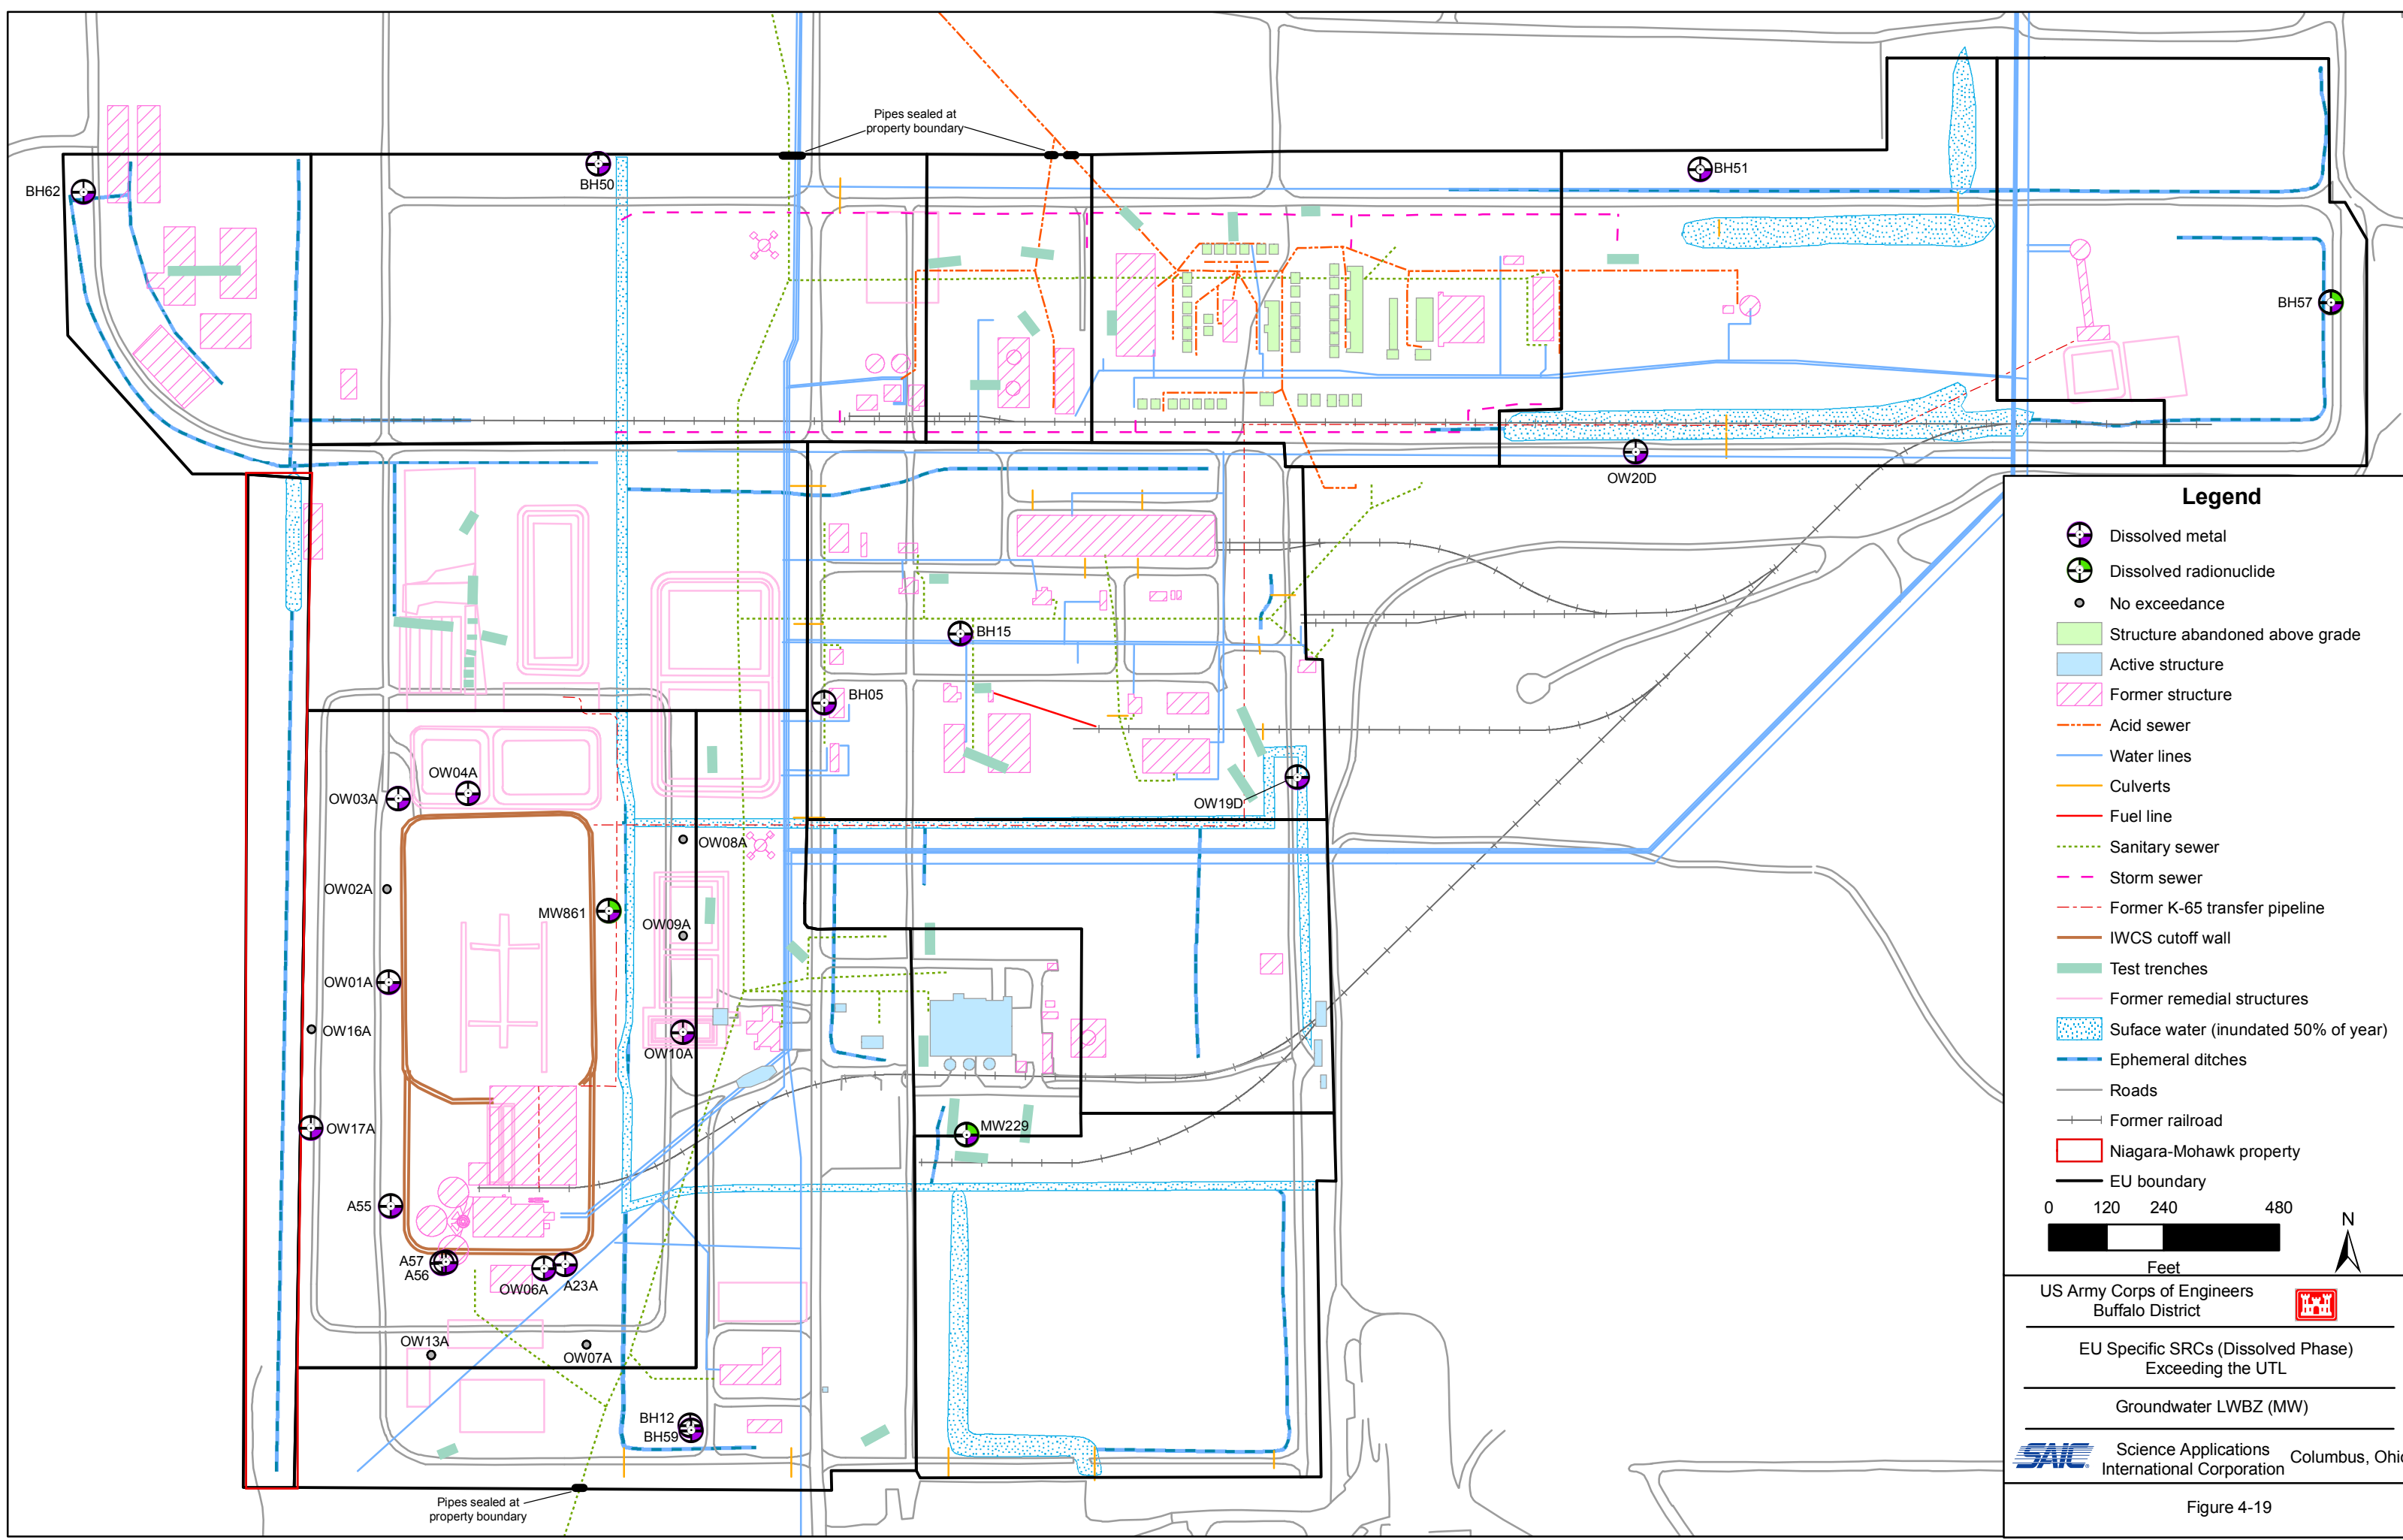 Pipes sealed at
property boundary
BH62
BH50
BH51
BH57
OW20D
BH15
BH05
OW19D
OW04A
OW03A
OW08A
OW02A
MW861
OW09A
OW01A
OW16A
OW10A
OW17A
MW229
A55
A57
A56
OW06A
A23A
OW13A
OW07A
BH12
BH59
Pipes sealed at
property boundary
Legend
Dissolved metal
Dissolved radionuclide
No exceedance
Structure abandoned above grade
Active structure
Former structure
Acid sewer
Water lines
Culverts
Fuel line
Sanitary sewer
Storm sewer
Former K-65 transfer pipeline
IWCS cutoff wall
Test trenches
Former remedial structures
Suface water (inundated 50% of year)
Ephemeral ditches
Roads
Former railroad
Niagara-Mohawk property
EU boundary
0 120 240 480
Feet
N
US Army Corps of Engineers
Buffalo District
EU Specific SRCs (Dissolved Phase)
Exceeding the UTL
Groundwater LWBZ (MW)
SAIC
Science Applications
International Corporation
Columbus, Ohio
Figure 4-19